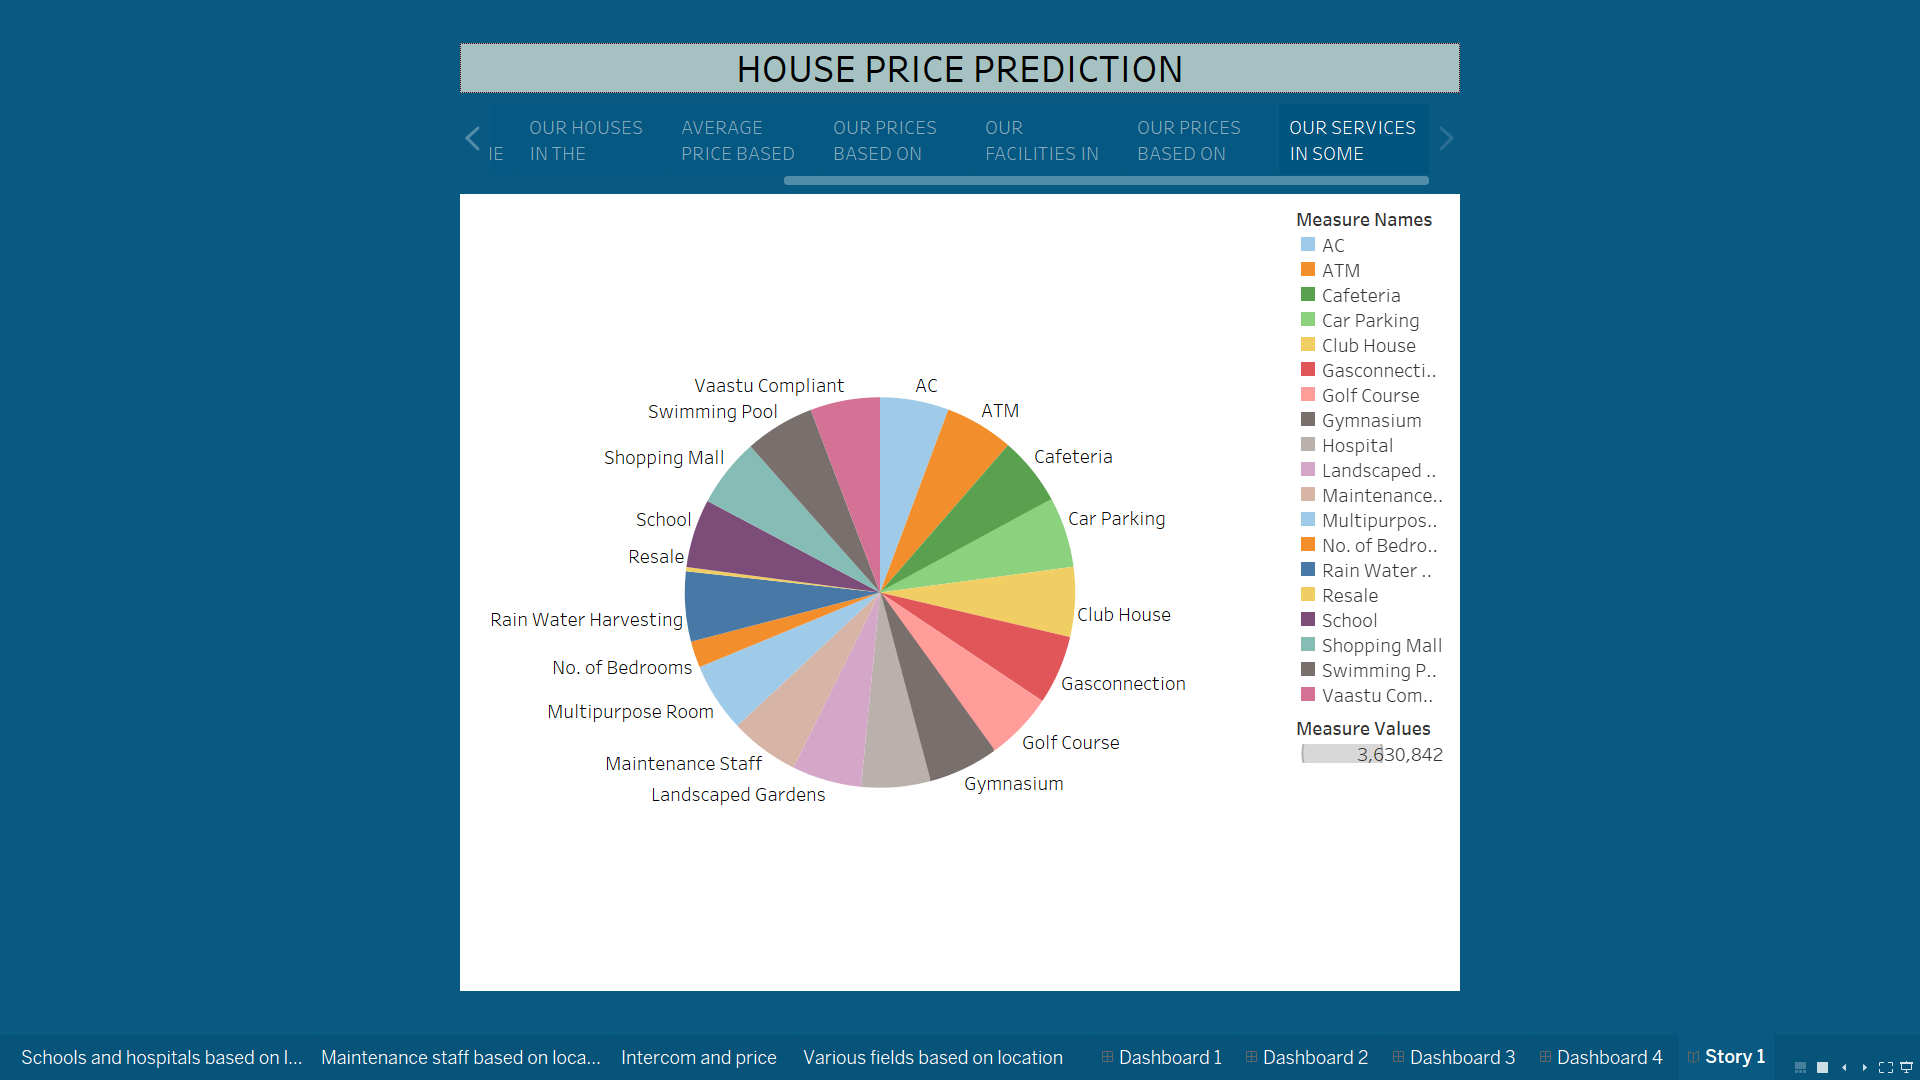 HOUSE PRICE PREDICTION
IE
OUR HOUSES
IN THE
AVERAGE
PRICE BASED
OUR PRICES
BASED ON
OUR
FACILITIES IN
OUR PRICES
BASED ON
OUR SERVICES
IN SOME
Measure Names
AC
ATM
Cafeteria
Car Parking
Club House
Gasconnecti..
Golf Course
Gymnasium
Hospital
Landscaped ..
Maintenance..
Multipurpos..
No. of Bedro..
Rain Water ..
Resale
School
Shopping Mall
Swimming P..
Vaastu Com..
Measure Values
3,630,842
Vaastu Compliant
AC
Swimming Pool
ATM
Shopping Mall
Cafeteria
School
Car Parking
Resale
Rain Water Harvesting
Club House
No. of Bedrooms
Gasconnection
Multipurpose Room
Golf Course
Maintenance Staff
Gymnasium
Landscaped Gardens
Schools and hospitals based on l...
Maintenance staff based on loca...
Intercom and price
Various fields based on location
Dashboard 1
Dashboard 2
Dashboard 3
Dashboard 4
Story 1